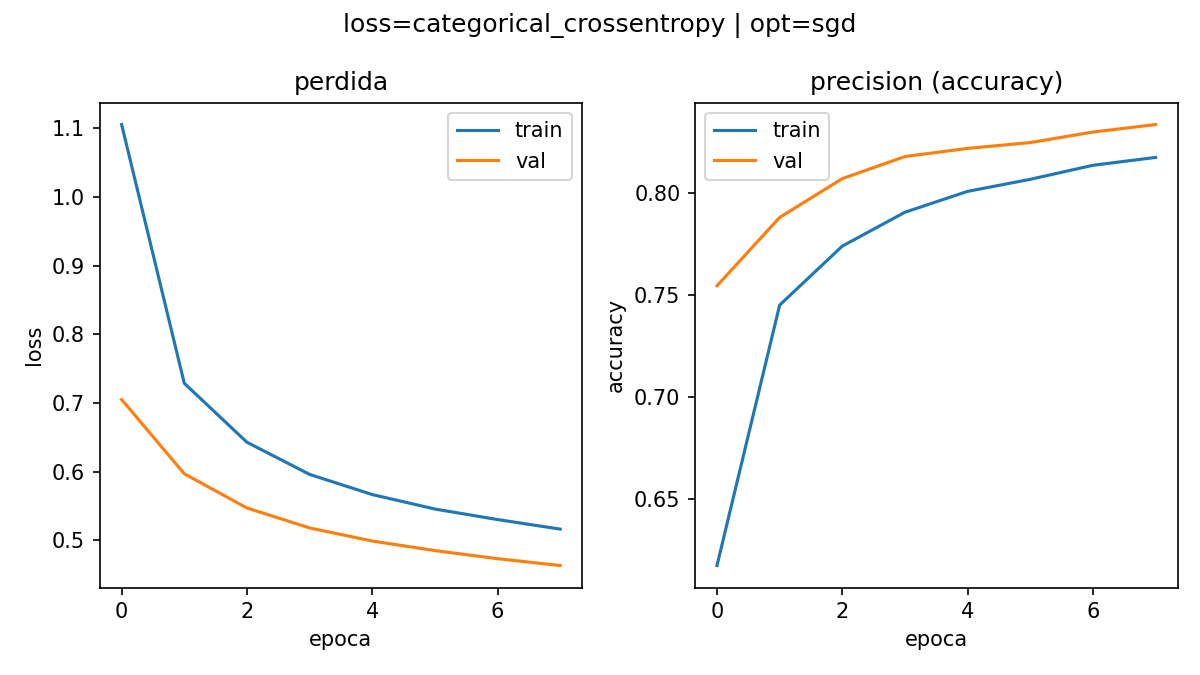 loss=categorical_crossentropy | opt=sgd
perdida
train
val
1.1
1.0
0.9
0.8
0.7
0.6
0.5
loss
0 2 4 6
epoca
precision (accuracy)
train
val
0.80
0.75
0.70
0.65
accuracy
0 2 4 6
epoca